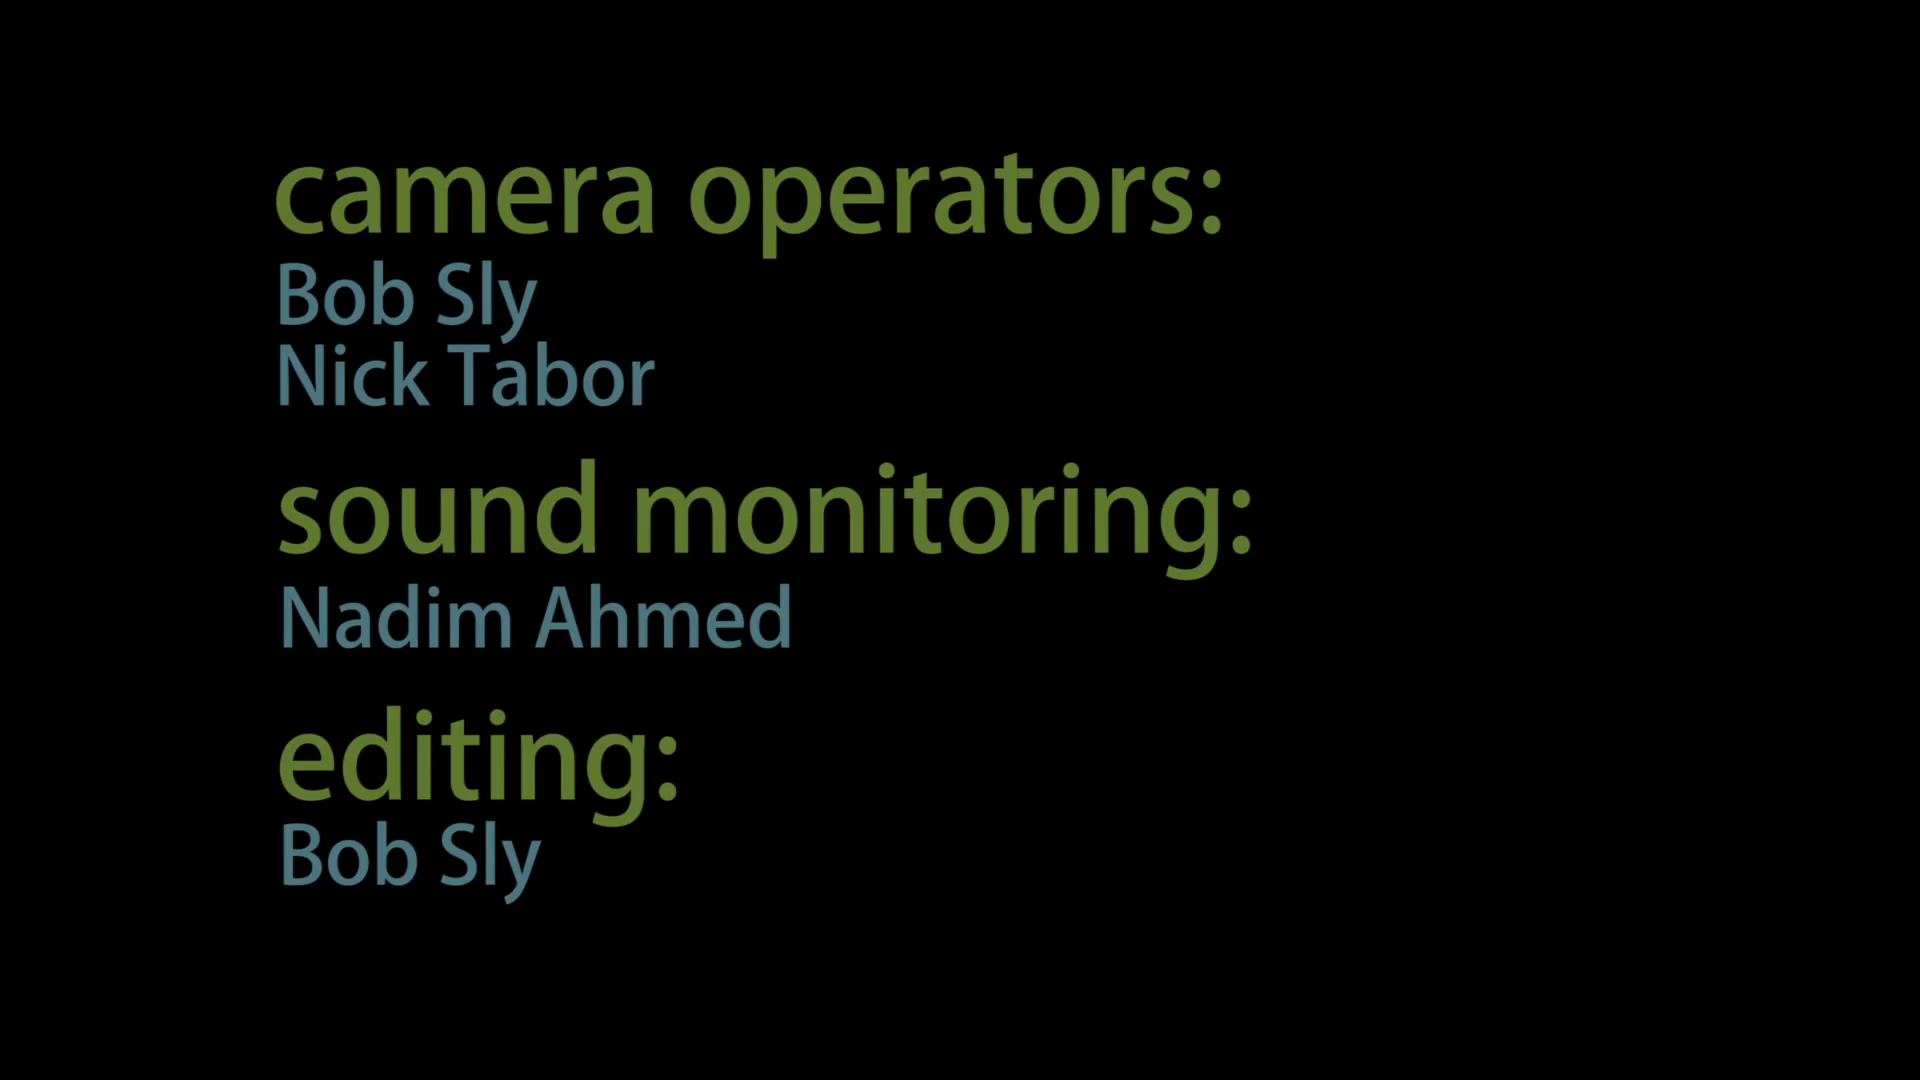 camera operators:
Bob Sly
Nick Tabor
sound monitoring:
Nadim Ahmed
editing:
Bob Sly